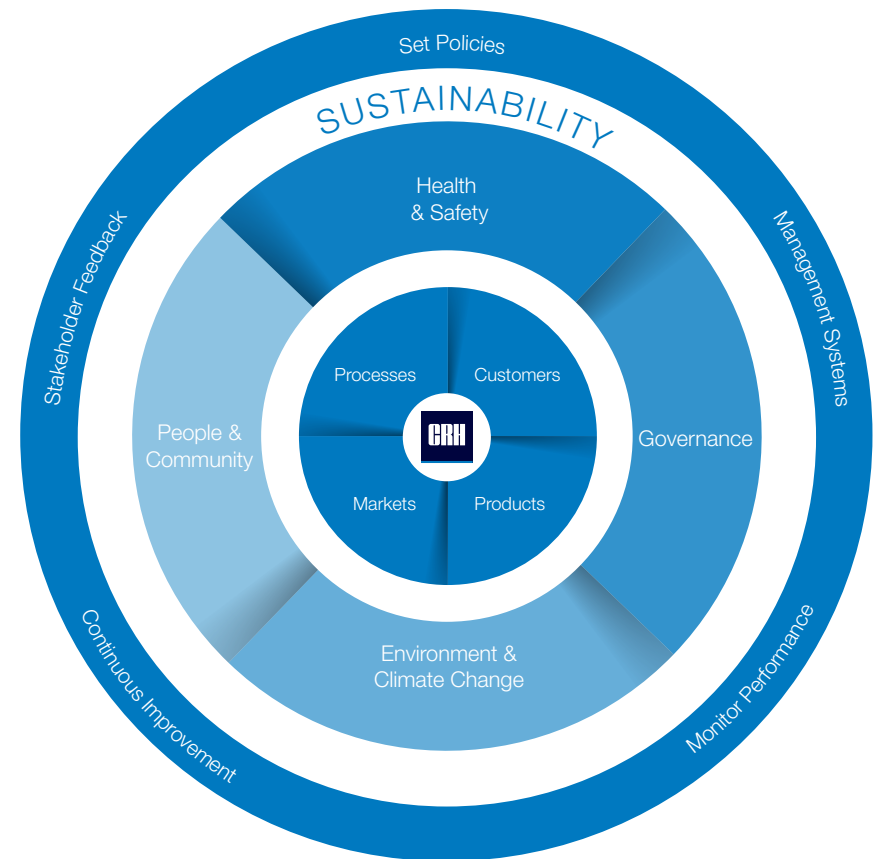 Set Policies
SUSTAINABILITY
Health
& Safety
Stakeholder Feedback
Management Systems
Processes
Customers
CRH
People &
Community
Governance
Markets
Products
Environment &
Climate Change
Continuous Improvement
Monitor Performance